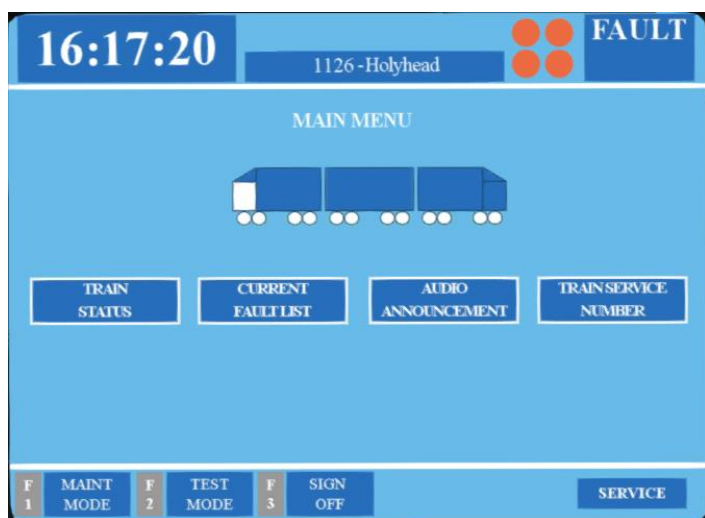 16:17:20
1126 - Holyhead
FAULT
MAIN MENU
TRAIN
STATUS
CURRENT
FAULT LIST
AUDIO
ANNOUNCEMENT
TRAIN SERVICE
NUMBER
F
1
MAINT
MODE
F
2
TEST
MODE
F
3
SIGN
OFF
SERVICE